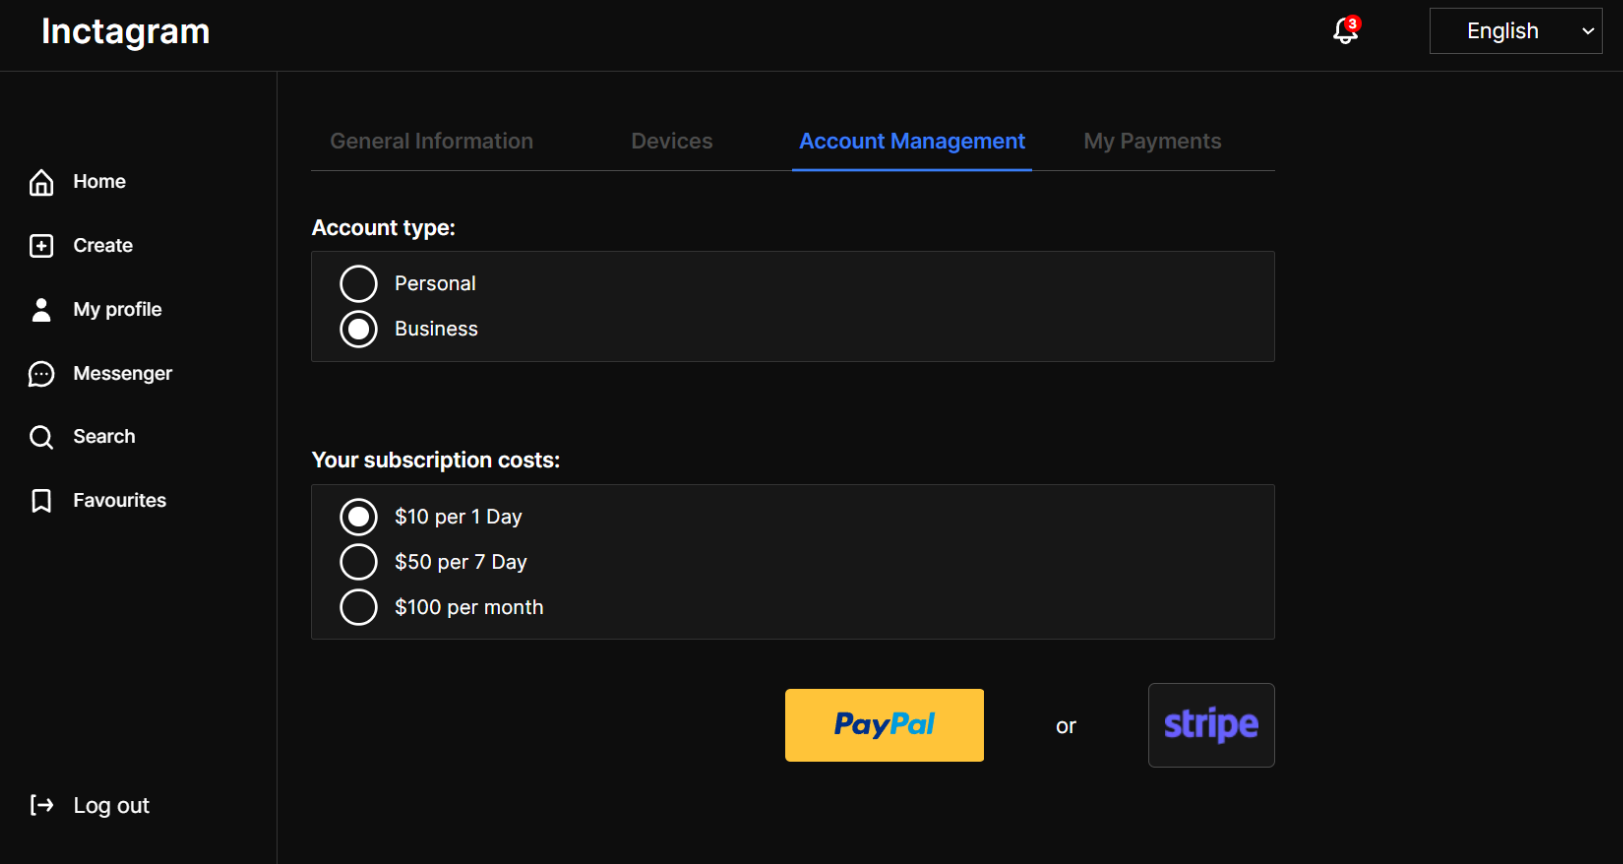 Inctagram
3
English
Home
Create
My profile
Messenger
Search
Favourites
Log out
General Information Devices Account Management My Payments
Account type:
Personal
Business
Your subscription costs:
$10 per 1 Day
$50 per 7 Day
$100 per month
PayPal or stripe